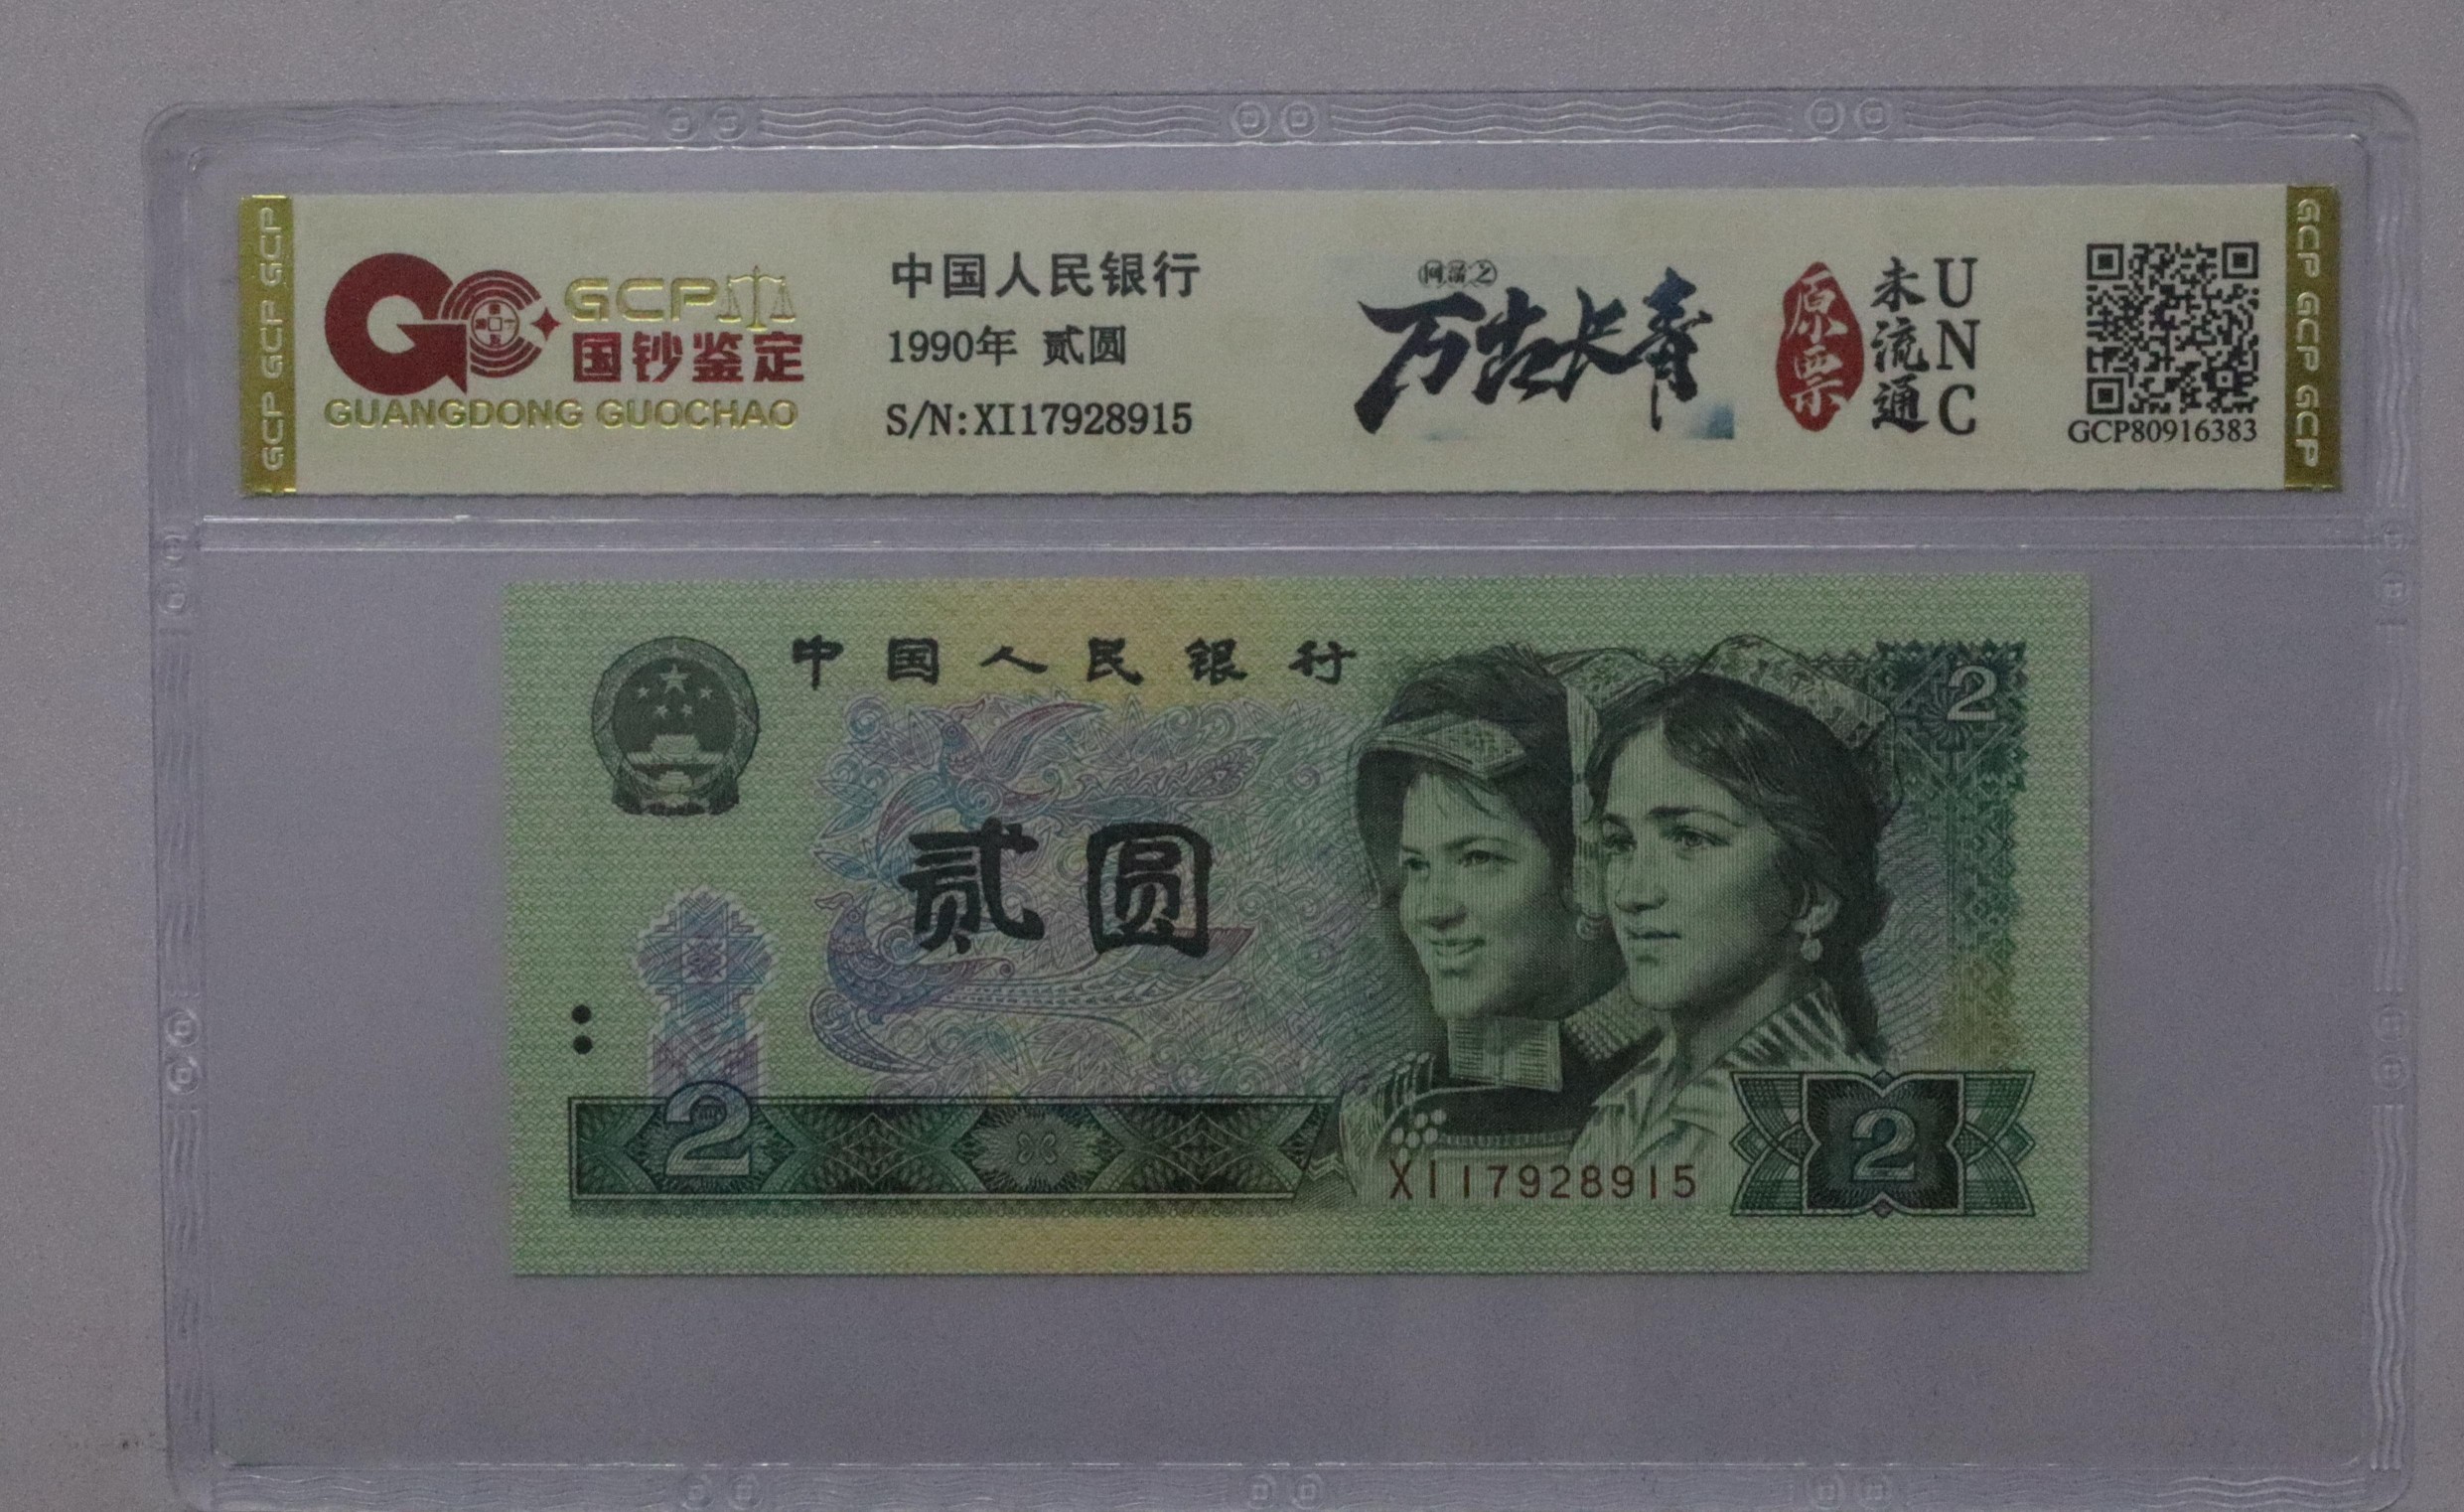 GCP GCP GCP
GCP
国钞鉴定
GUANGDONG GUOCHAO
中国人民银行
1990年 贰圆
S/N:XI17928915
万古长青
原票
未流通
UNC
GCP80916383
GCP GCP GCP
中国人民银行
2
贰圆
2
XI17928915
2